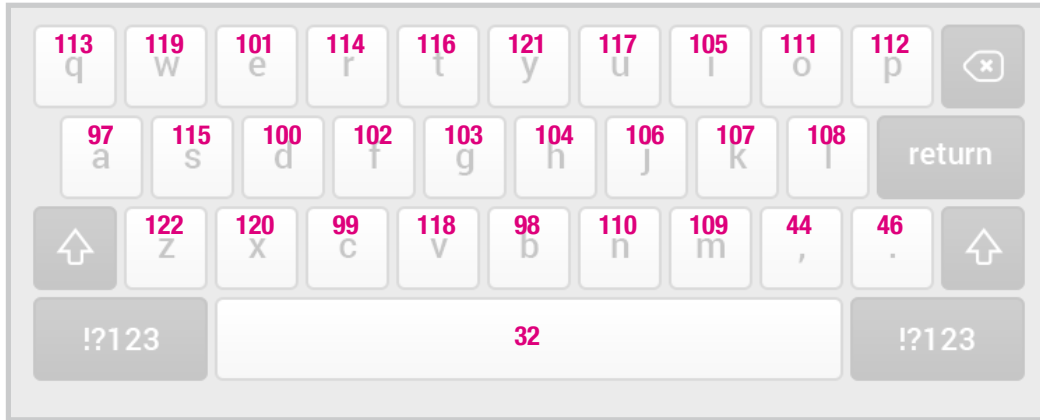 113 119 101 114 116 121 117 105 111 112
q w e r t y u i o p
97 115 100 102 103 104 106 107 108
a s d f g h j k l return
122 120 99 118 98 110 109 44 46
z x c v b n m , .
!?123 32 !?123